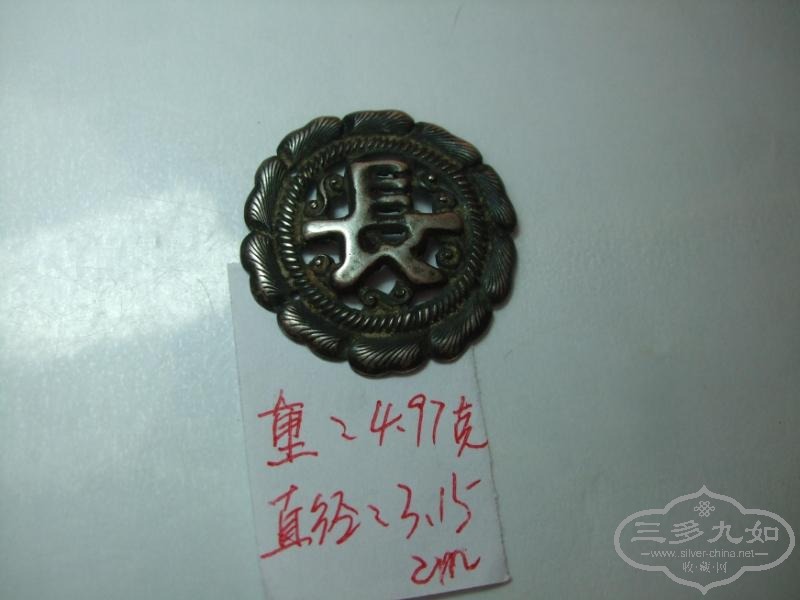 長
重：4.97克
直径：3.15
cm
三多九如
www.silver-china.net
收·藏·网